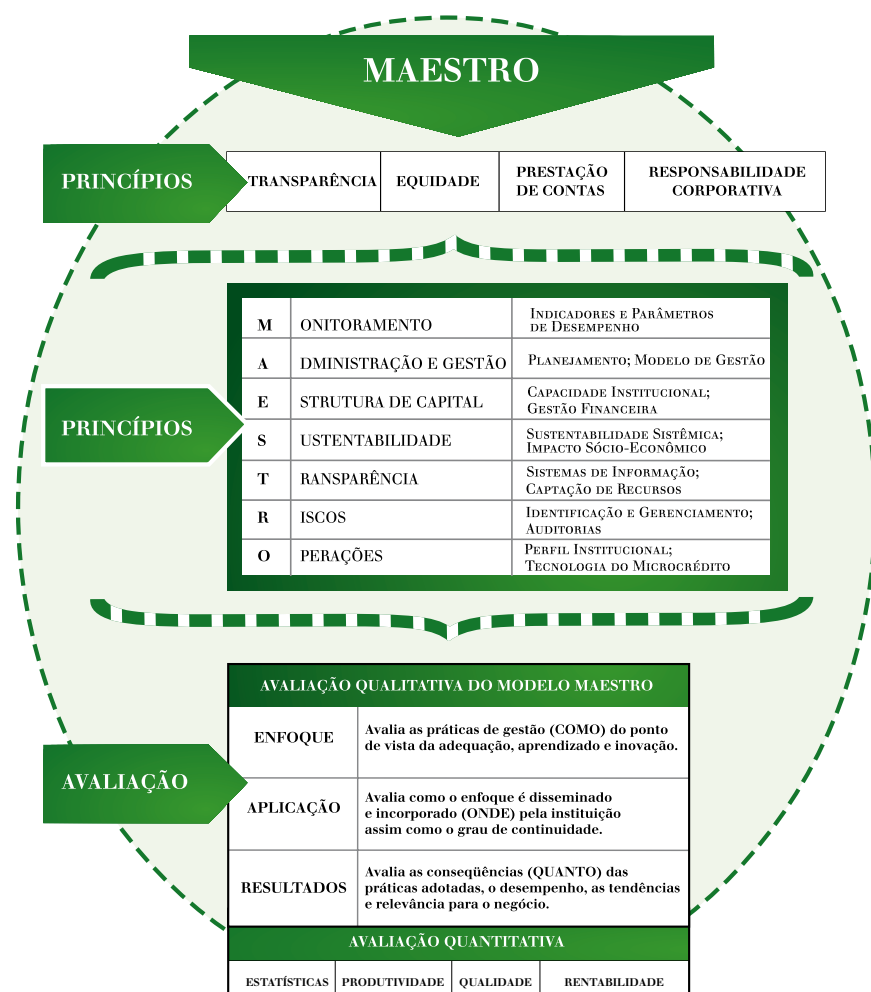 MAESTRO
PRINCÍPIOS
TRANSPARÊNCIA
EQUIDADE
PRESTAÇÃO
DE CONTAS
RESPONSABILIDADE
CORPORATIVA
PRINCÍPIOS
M ONITORAMENTO
INDICADORES E PARÂMETROS
DE DESEMPENHO
A DMINISTRAÇÃO E GESTÃO
PLANEJAMENTO; MODELO DE GESTÃO
E STRUTURA DE CAPITAL
CAPACIDADE INSTITUCIONAL;
GESTÃO FINANCEIRA
S USTENTABILIDADE
SUSTENTABILIDADE SISTÊMICA;
IMPACTO SÓCIO-ECONÔMICO
T RANSPARÊNCIA
SISTEMAS DE INFORMAÇÃO;
CAPTAÇÃO DE RECURSOS
R ISCOS
IDENTIFICAÇÃO E GERENCIAMENTO;
AUDITORIAS
O PERAÇÕES
PERFIL INSTITUCIONAL;
TECNOLOGIA DO MICROCRÉDITO
AVALIAÇÃO
AVALIAÇÃO QUALITATIVA DO MODELO MAESTRO
ENFOQUE
Avalia as práticas de gestão (COMO) do ponto
de vista da adequação, aprendizado e inovação.
APLICAÇÃO
Avalia como o enfoque é disseminado
e incorporado (ONDE) pela instituição
assim como o grau de continuidade.
RESULTADOS
Avalia as conseqüências (QUANTO) das
práticas adotadas, o desempenho, as tendências
e relevância para o negócio.
AVALIAÇÃO QUANTITATIVA
ESTATÍSTICAS
PRODUTIVIDADE
QUALIDADE
RENTABILIDADE